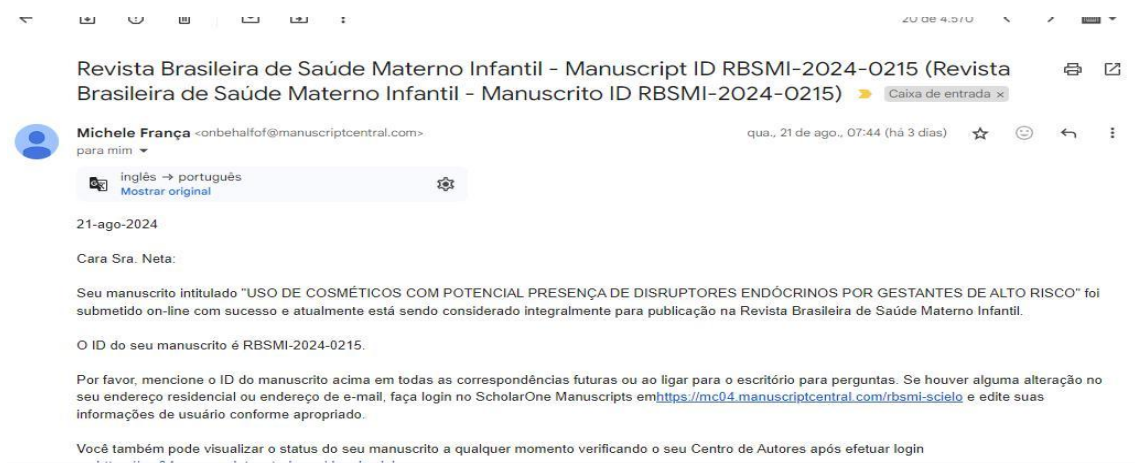 20 de 4.570
Revista Brasileira de Saúde Materno Infantil - Manuscript ID RBSMI-2024-0215 (Revista
Brasileira de Saúde Materno Infantil - Manuscrito ID RBSMI-2024-0215) Caixa de entrada ×
Michele França <onbehalfof@manuscriptcentral.com> qua., 21 de ago., 07:44 (há 3 dias)
para mim
inglês → português
Mostrar original
21-ago-2024
Cara Sra. Neta:
Seu manuscrito intitulado "USO DE COSMÉTICOS COM POTENCIAL PRESENÇA DE DISRUPTORES ENDÓCRINOS POR GESTANTES DE ALTO RISCO" foi
submetido on-line com sucesso e atualmente está sendo considerado integralmente para publicação na Revista Brasileira de Saúde Materno Infantil.
O ID do seu manuscrito é RBSMI-2024-0215.
Por favor, mencione o ID do manuscrito acima em todas as correspondências futuras ou ao ligar para o escritório para perguntas. Se houver alguma alteração no
seu endereço residencial ou endereço de e-mail, faça login no ScholarOne Manuscripts emhttps://mc04.manuscriptcentral.com/rbsmi-scielo e edite suas
informações de usuário conforme apropriado.
Você também pode visualizar o status do seu manuscrito a qualquer momento verificando o seu Centro de Autores após efetuar login